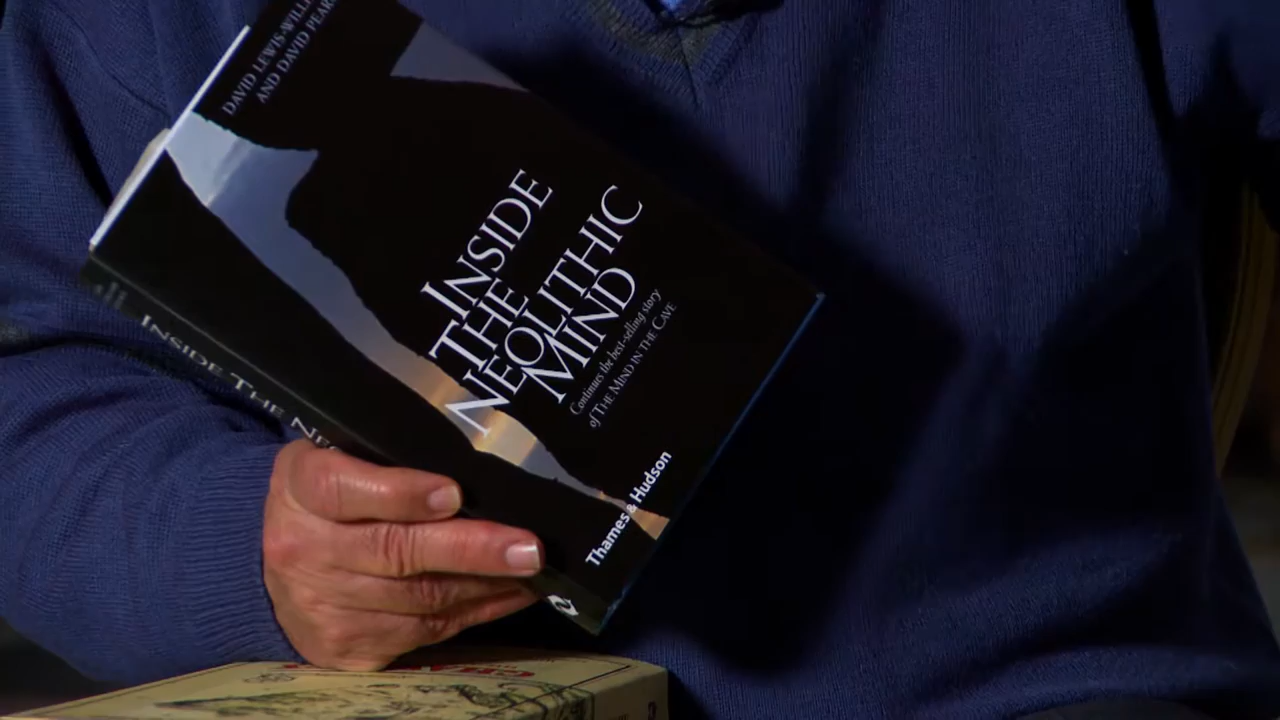 DAVID LEWIS-WILL
AND DAVID PEAR
INSIDE
THE
NEOLITHIC
MIND
Continues the best-selling story
of THE MIND IN THE CAVE
Thames & Hudson
INSIDE THE NEO